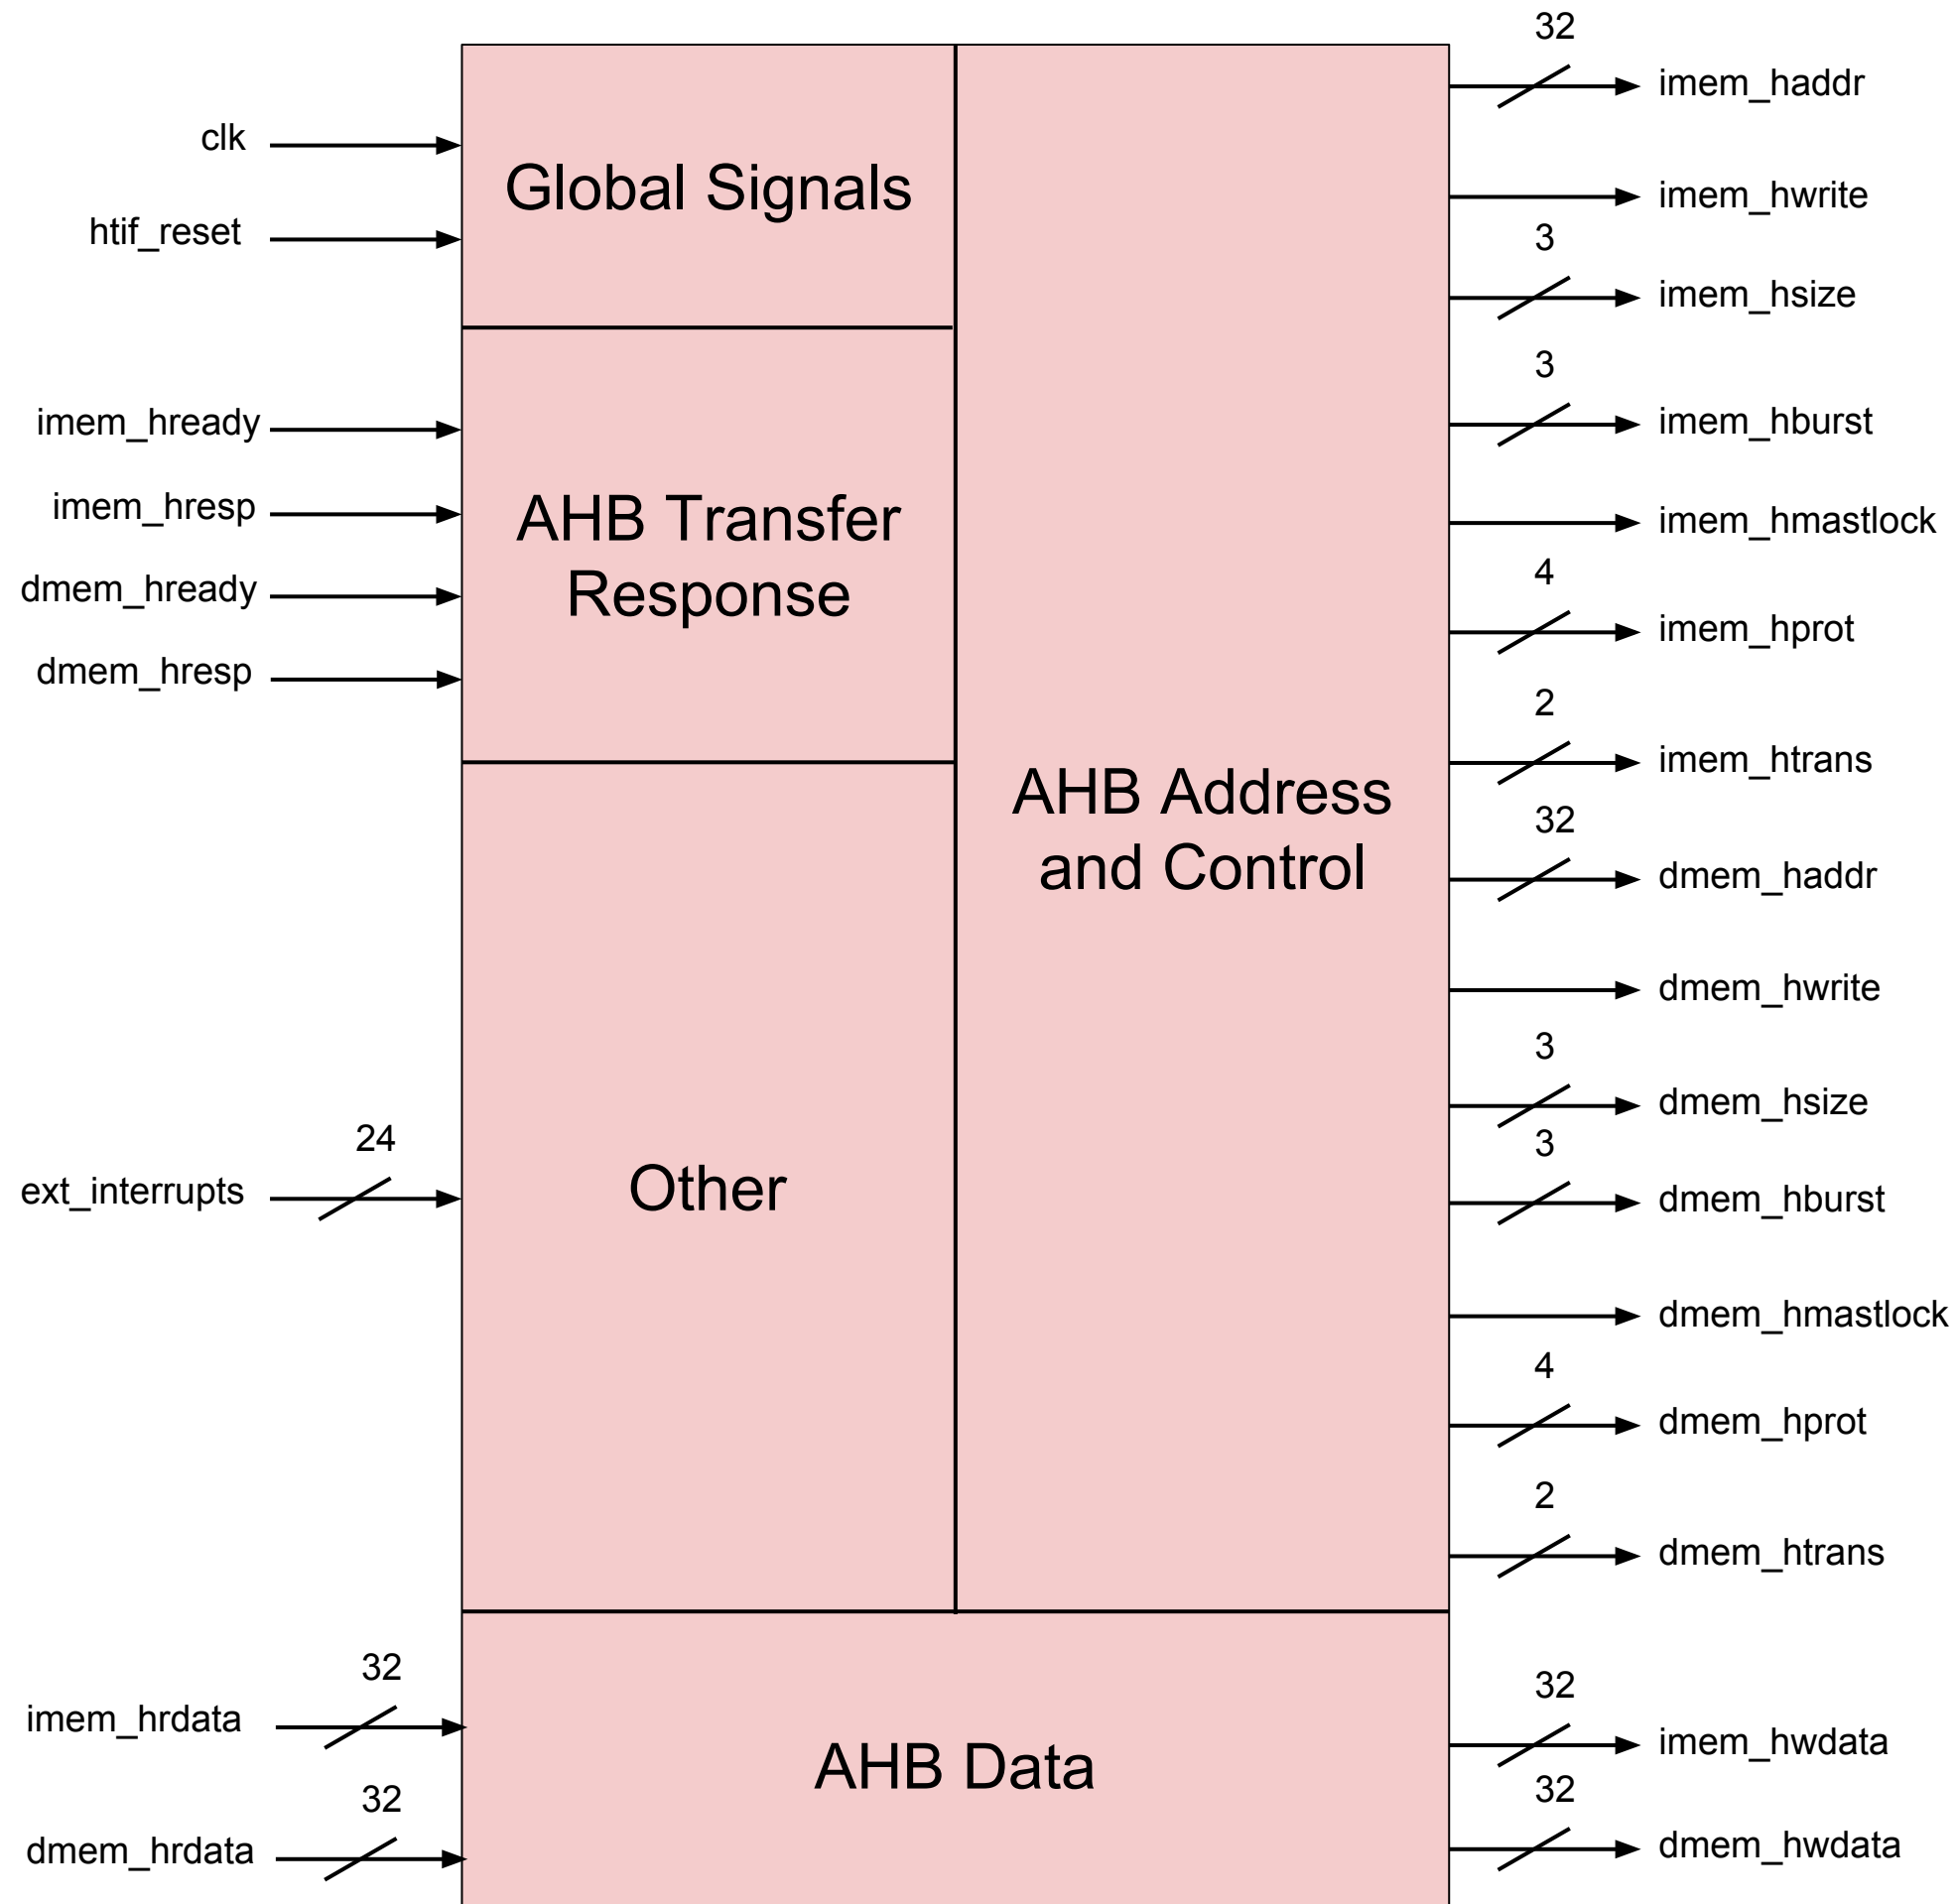 32
imem_haddr
clk
Global Signals
imem_hwrite
htif_reset
3
imem_hsize
3
imem_hready
imem_hburst
imem_hresp
AHB Transfer
Response
imem_hmastlock
dmem_hready
4
imem_hprot
dmem_hresp
2
imem_htrans
AHB Address
and Control
32
dmem_haddr
dmem_hwrite
3
dmem_hsize
24
3
ext_interrupts
Other
dmem_hburst
dmem_hmastlock
4
dmem_hprot
2
dmem_htrans
32
imem_hrdata
32
imem_hwdata
AHB Data
32
dmem_hrdata
32
dmem_hwdata